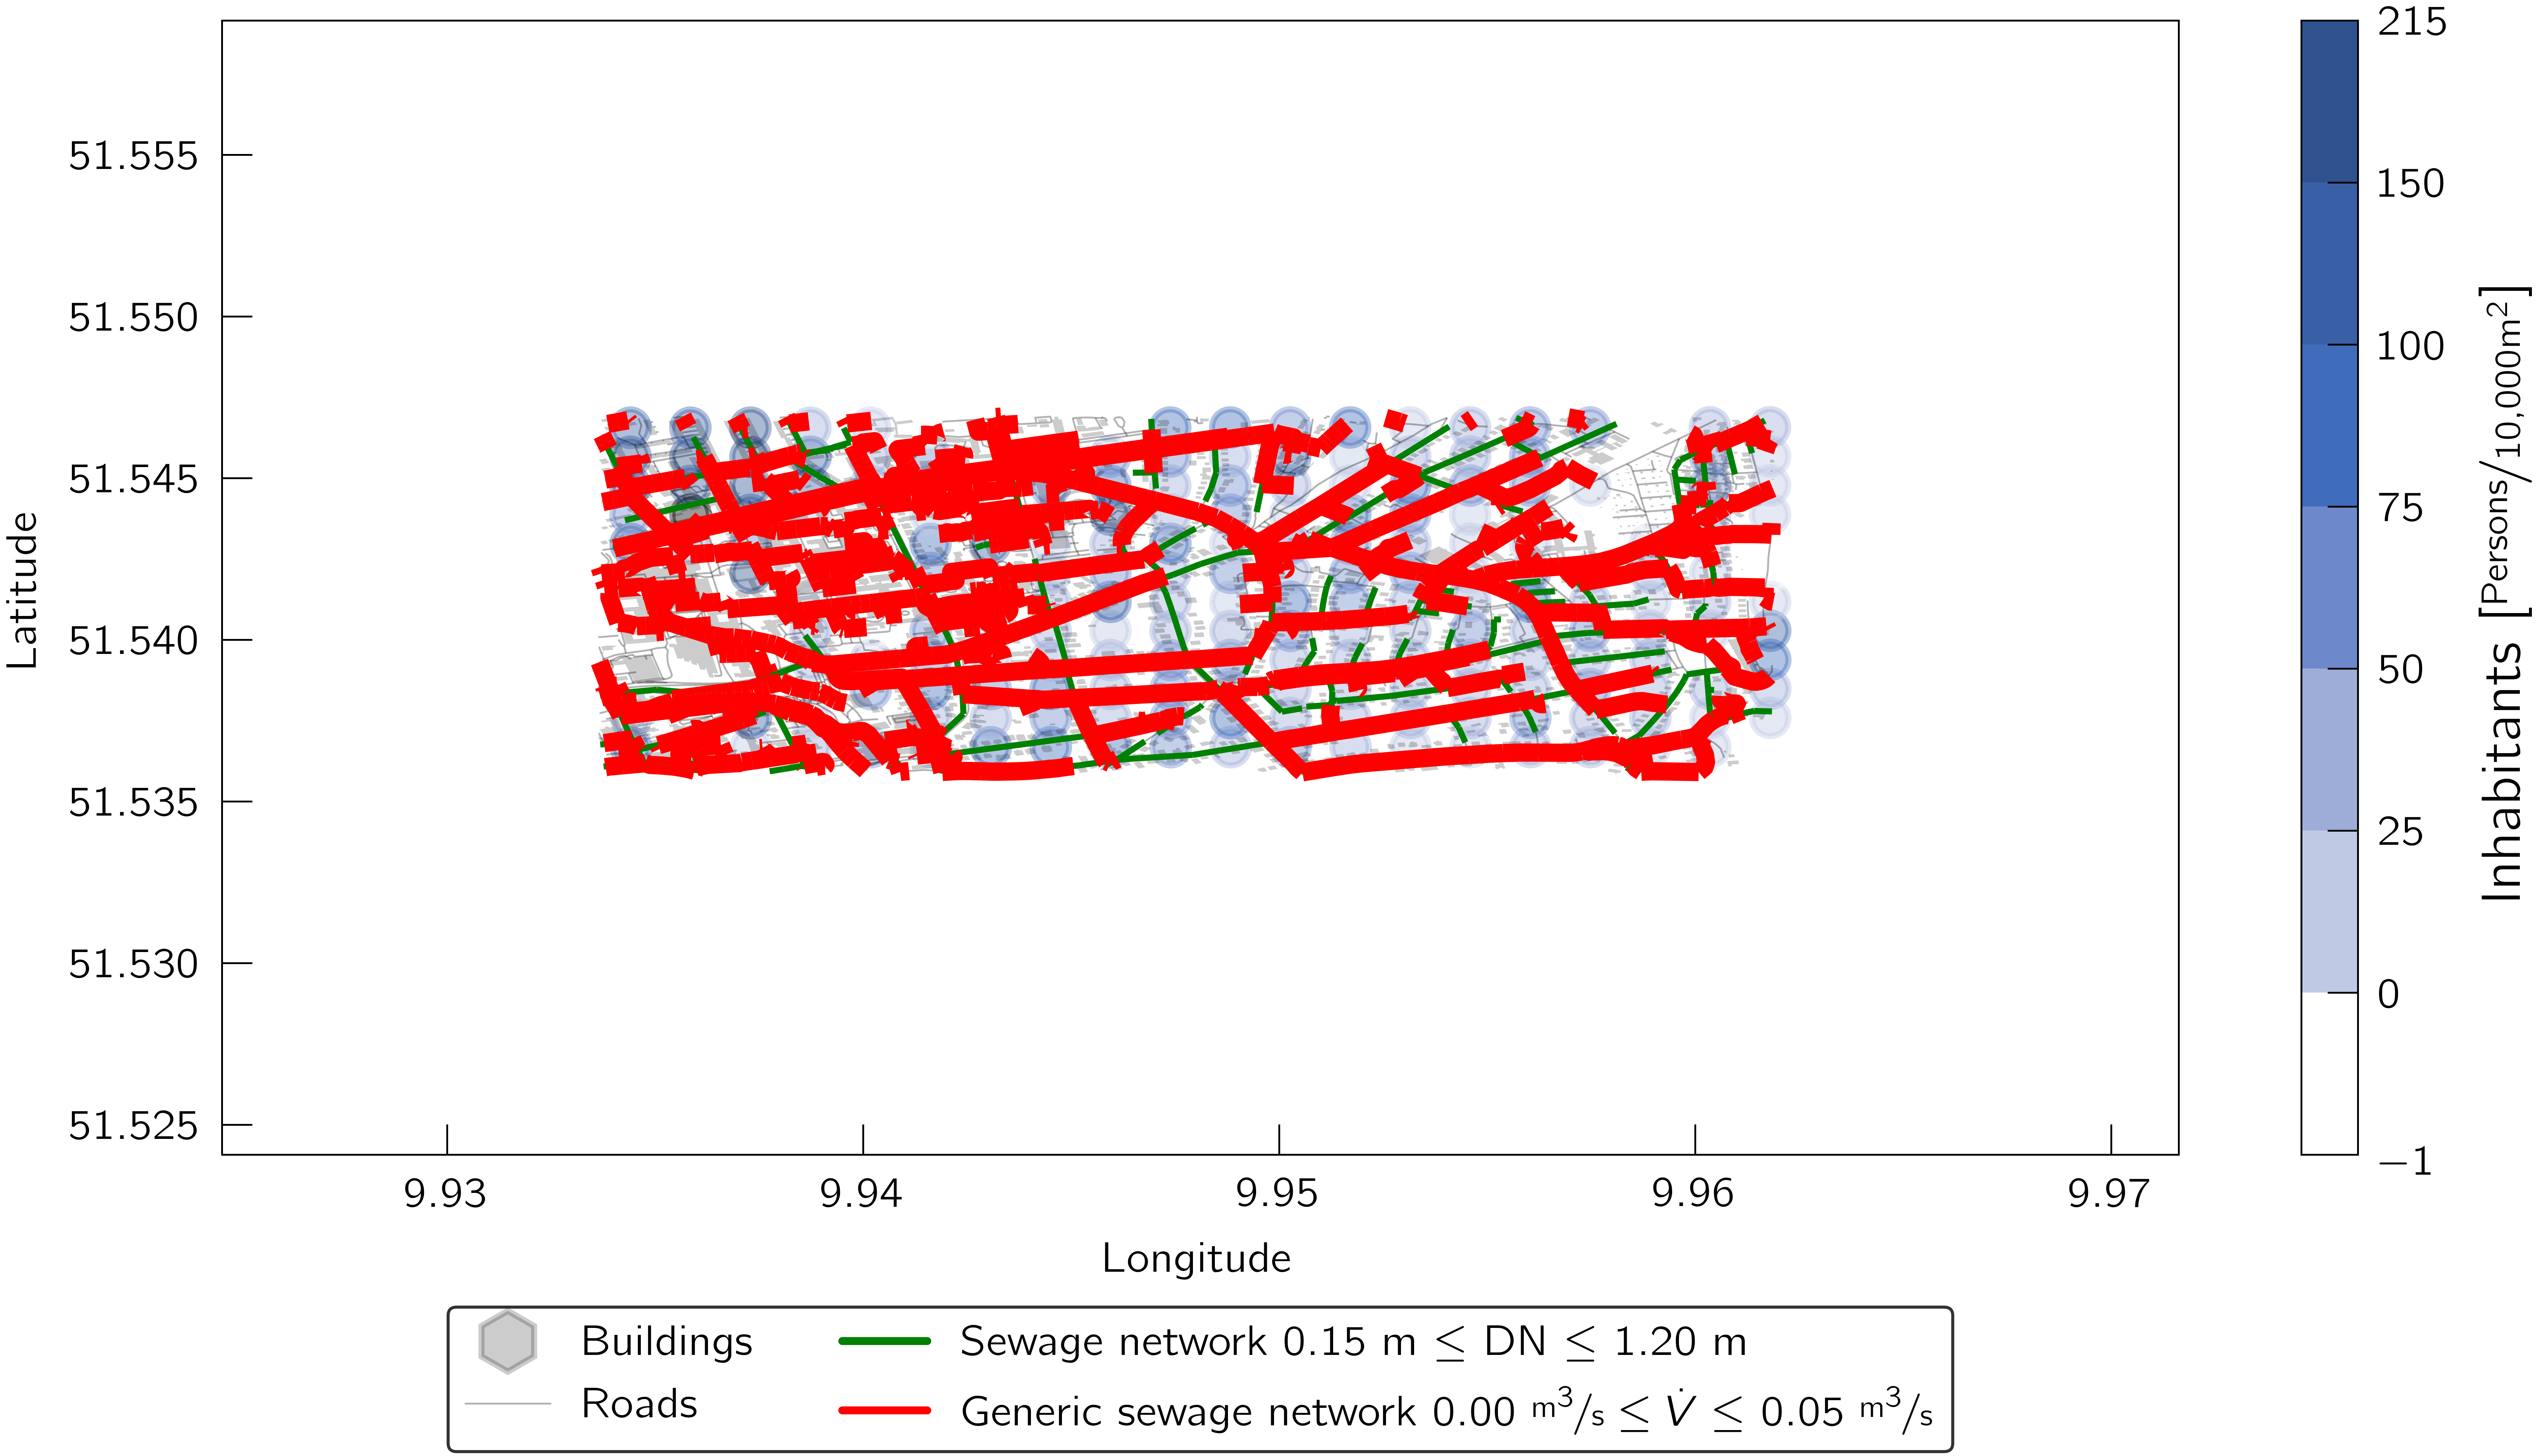 Latitude
51.555
51.550
51.545
51.540
51.535
51.530
51.525
9.93 9.94 9.95 9.96 9.97
Longitude
215
150
100
75
50
25
0
−1
Inhabitants [Persons/10,000m²]
Buildings
Roads
Sewage network 0.15 m ≤ DN ≤ 1.20 m
Generic sewage network 0.00 m³/s ≤ V̇ ≤ 0.05 m³/s